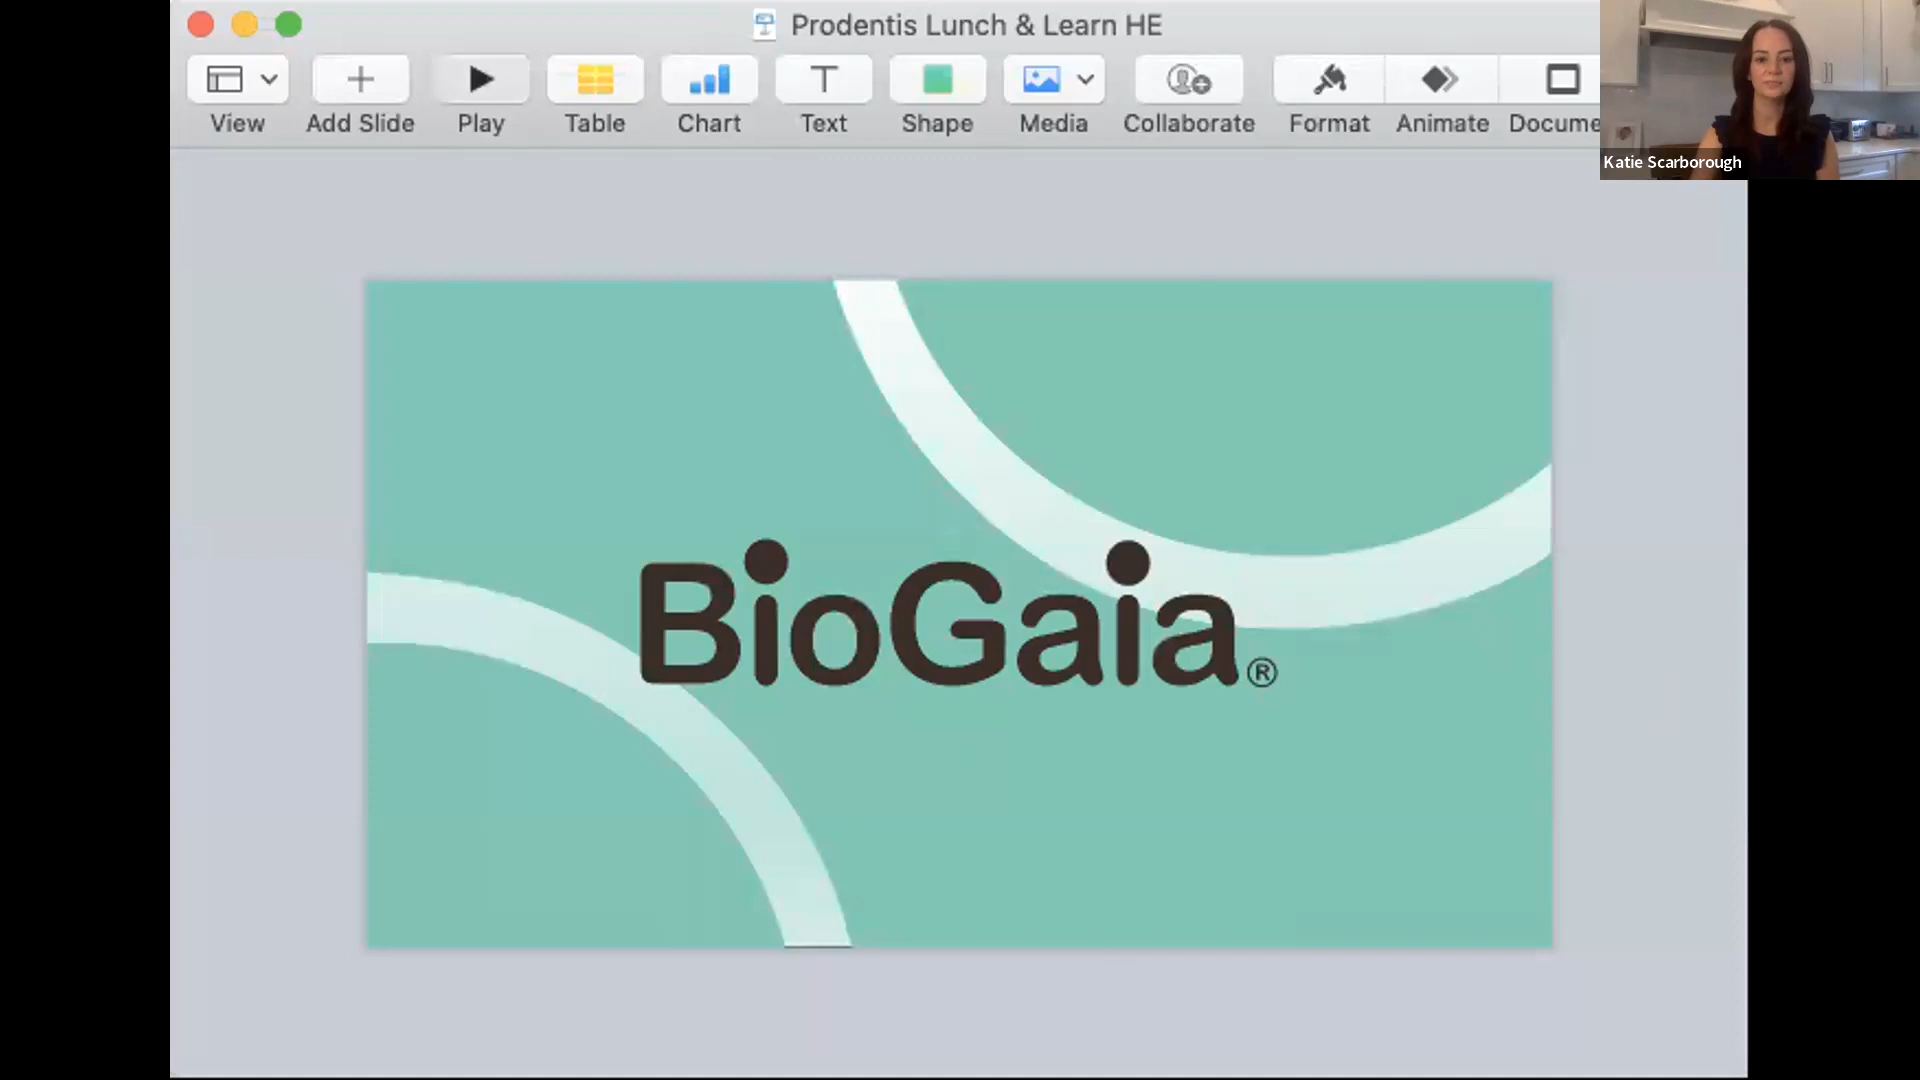 Prodentis Lunch & Learn HE
View Add Slide Play Table Chart Text Shape Media Collaborate Format Animate Docume
Katie Scarborough
BioGaia®